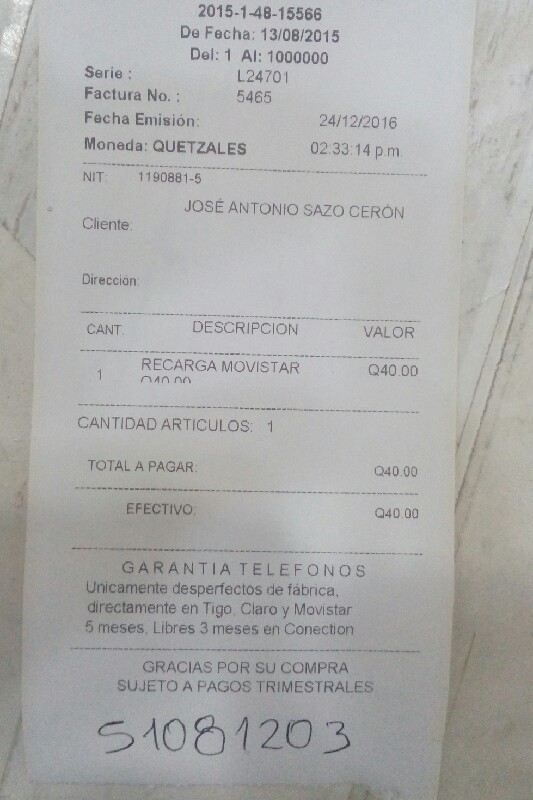 2015-1-48-15566
De Fecha: 13/08/2015
Del: 1 Al: 1000000
Serie : L24701
Factura No. : 5465
Fecha Emisión: 24/12/2016
Moneda: QUETZALES 02:33:14 p.m.
NIT: 1190881-5
JOSÉ ANTONIO SAZO CERÓN
Cliente:
Dirección:
CANT. DESCRIPCION VALOR
1 RECARGA MOVISTAR Q40.00
Q40.00
CANTIDAD ARTICULOS: 1
TOTAL A PAGAR: Q40.00
EFECTIVO: Q40.00
GARANTIA TELEFONOS
Unicamente desperfectos de fábrica,
directamente en Tigo, Claro y Movistar
5 meses, Libres 3 meses en Conection
GRACIAS POR SU COMPRA
SUJETO A PAGOS TRIMESTRALES
51081203